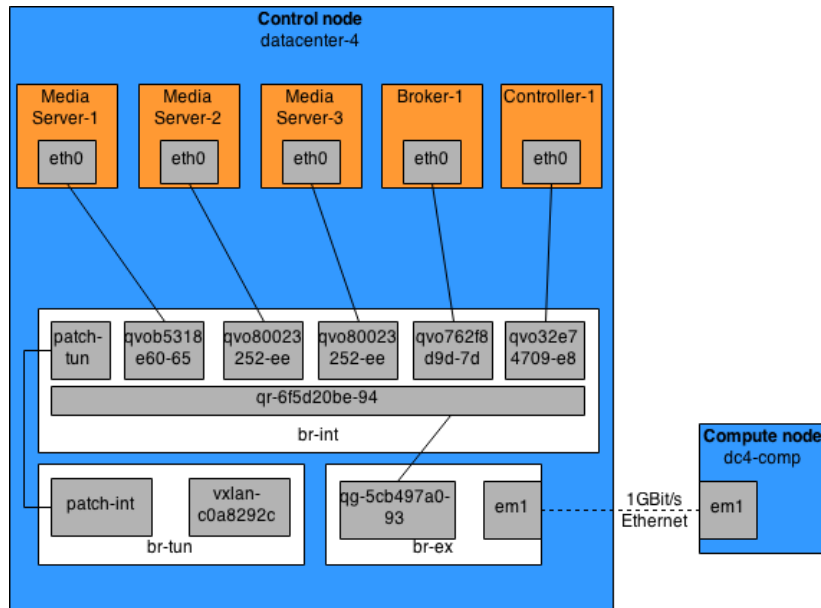 Control node
datacenter-4
Media
Server-1
Media
Server-2
Media
Server-3
Broker-1
Controller-1
eth0
eth0
eth0
eth0
eth0
patch-
tun
qvob5318
e60-65
qvo80023
252-ee
qvo80023
252-ee
qvo762f8
d9d-7d
qvo32e7
4709-e8
qr-6f5d20be-94
br-int
patch-int
vxlan-
c0a8292c
br-tun
qg-5cb497a0-
93
em1
br-ex
1GBit/s
Ethernet
Compute node
dc4-comp
em1